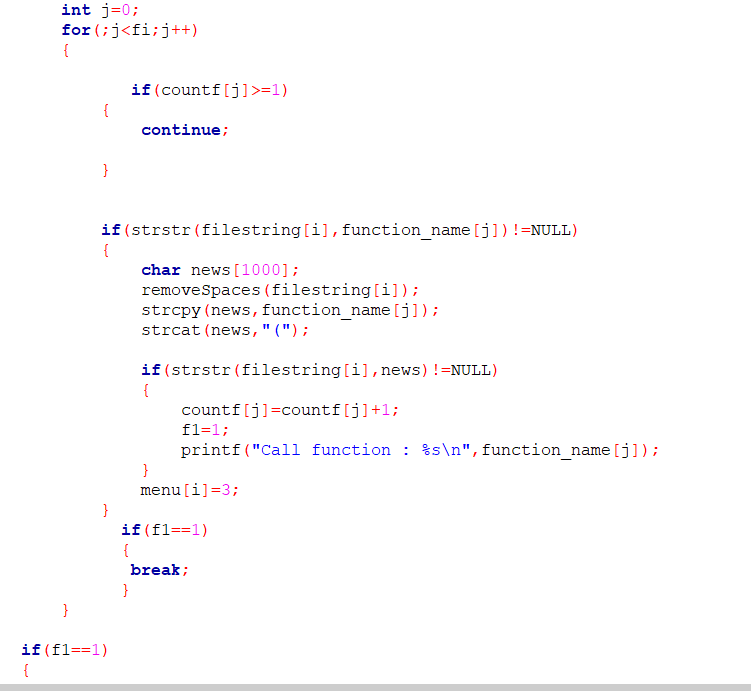 int j=0;
for(;j<fi;j++)
{
if(countf[j]>=1)
{
continue;
}
if(strstr(filestring[i],function_name[j])!=NULL)
{
char news[1000];
removeSpaces(filestring[i]);
strcpy(news,function_name[j]);
strcat(news,"(");
if(strstr(filestring[i],news)!=NULL)
{
countf[j]=countf[j]+1;
f1=1;
printf("Call function : %s\n",function_name[j]);
}
menu[i]=3;
}
if(f1==1)
{
break;
}
}
if(f1==1)
{